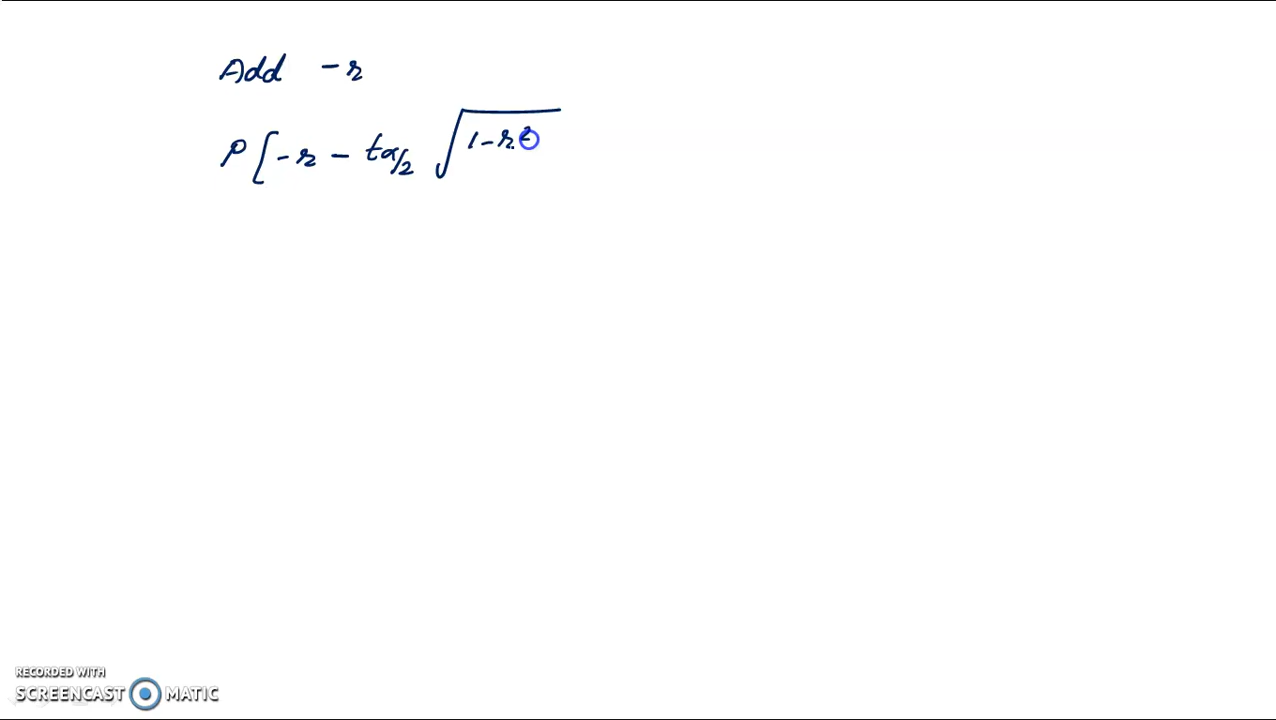 Add -r
P[-r - tα/2 √1-r²
RECORDED WITH
SCREENCAST MATIC